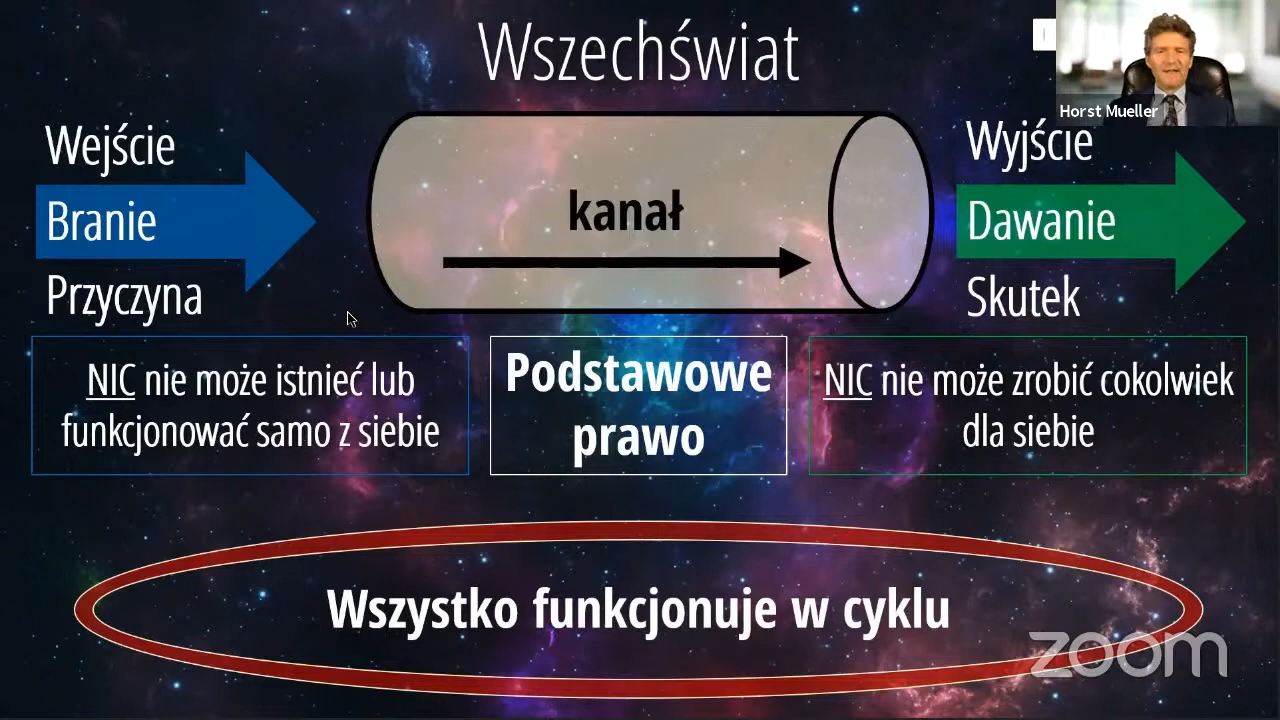 Wszechświat
Horst Mueller
Wejście
Branie
Przyczyna
kanał
Wyjście
Dawanie
Skutek
NIC nie może istnieć lub
funkcjonować samo z siebie
Podstawowe
prawo
NIC nie może zrobić cokolwiek
dla siebie
Wszystko funkcjonuje w cyklu
zoom